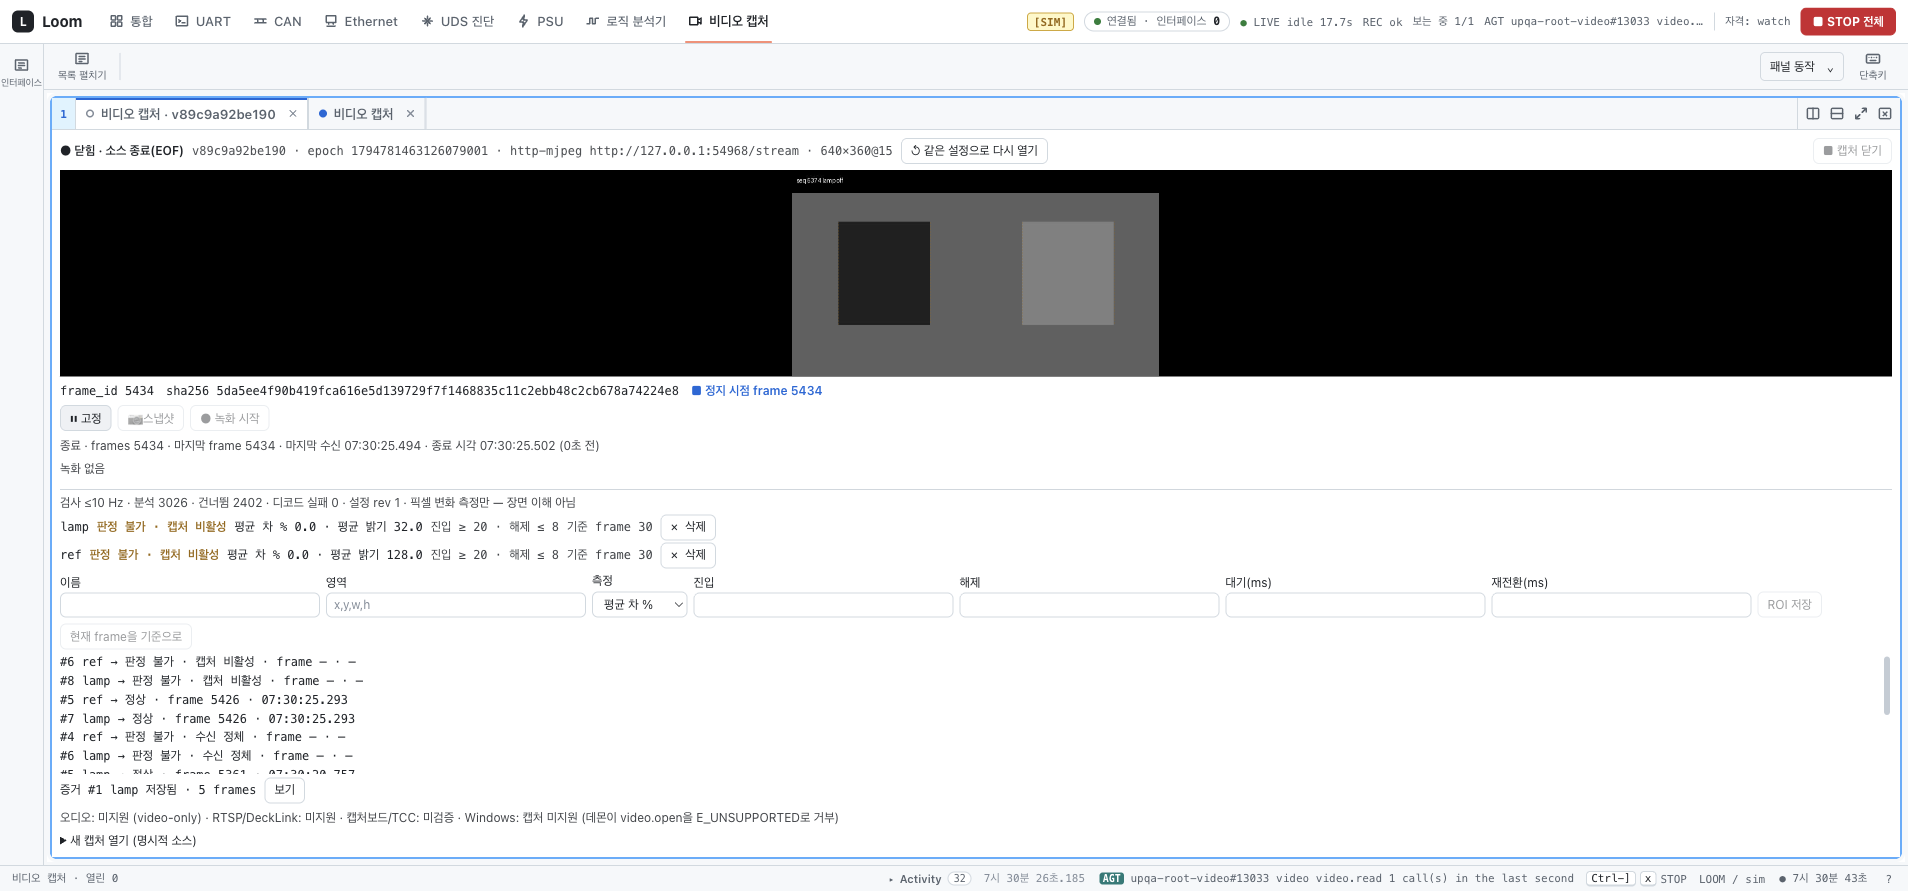 L Loom 통합 UART CAN Ethernet UDS 진단 PSU 로직 분석기 비디오 캡처 [SIM] 연결됨 · 인터페이스 0 LIVE idle 17.7s REC ok 보는 중 1/1 AGT upqa-root-video#13033 video.… 자격: watch STOP 전체
인터페이스 목록 펼치기 패널 동작 단축키
1 비디오 캡처 · v89c9a92be190 × 비디오 캡처 ×
닫힘 · 소스 종료(EOF) v89c9a92be190 · epoch 1794781463126079001 · http-mjpeg http://127.0.0.1:54968/stream · 640×360@15 같은 설정으로 다시 열기 캡처 닫기
seq 5374 lamp off
frame_id 5434 sha256 5da5ee4f90b419fca616e5d139729f7f1468835c11c2ebb48c2cb678a74224e8 정지 시점 frame 5434
고정 스냅샷 녹화 시작
종료 · frames 5434 · 마지막 frame 5434 · 마지막 수신 07:30:25.494 · 종료 시각 07:30:25.502 (0초 전)
녹화 없음
검사 ≤10 Hz · 분석 3026 · 건너뜀 2402 · 디코드 실패 0 · 설정 rev 1 · 픽셀 변화 측정만 — 장면 이해 아님
lamp 판정 불가 · 캡처 비활성 평균 차 % 0.0 · 평균 밝기 32.0 진입 ≥ 20 · 해제 ≤ 8 기준 frame 30 × 삭제
ref 판정 불가 · 캡처 비활성 평균 차 % 0.0 · 평균 밝기 128.0 진입 ≥ 20 · 해제 ≤ 8 기준 frame 30 × 삭제
이름 영역 측정 진입 해제 대기(ms) 재전환(ms)
x,y,w,h 평균 차 % ROI 저장
현재 frame을 기준으로
#6 ref → 판정 불가 · 캡처 비활성 · frame — · —
#8 lamp → 판정 불가 · 캡처 비활성 · frame — · —
#5 ref → 정상 · frame 5426 · 07:30:25.293
#7 lamp → 정상 · frame 5426 · 07:30:25.293
#4 ref → 판정 불가 · 수신 정체 · frame — · —
#6 lamp → 판정 불가 · 수신 정체 · frame — · —
#5 lamp → 정상 · frame 5361 · 07:30:20.757
증거 #1 lamp 저장됨 · 5 frames 보기
오디오: 미지원 (video-only) · RTSP/DeckLink: 미지원 · 캡처보드/TCC: 미검증 · Windows: 캡처 미지원 (데몬이 video.open을 E_UNSUPPORTED로 거부)
▶ 새 캡처 열기 (명시적 소스)
비디오 캡처 · 열린 0 ▸ Activity 32 7시 30분 26초.185 AGT upqa-root-video#13033 video video.read 1 call(s) in the last second Ctrl-] x STOP LOOM / sim ● 7시 30분 43초 ?